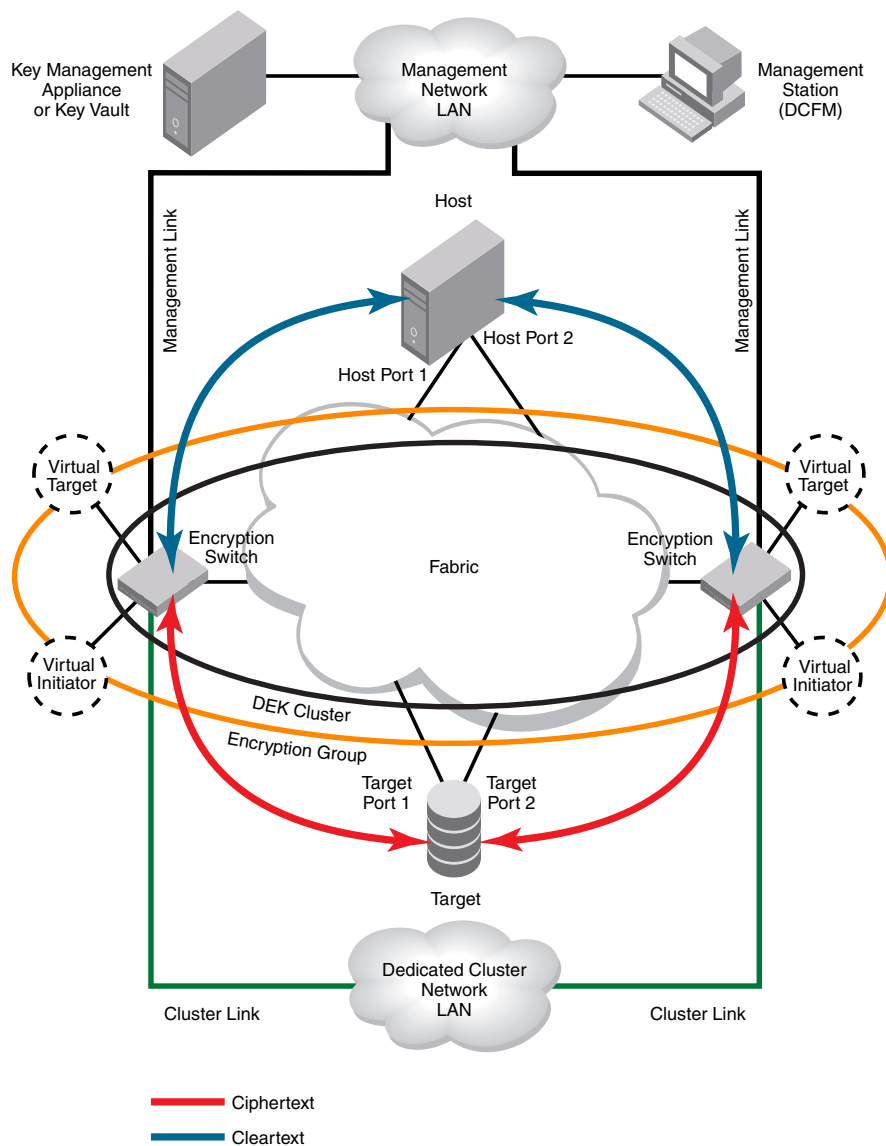 Key Management
Appliance
or Key Vault
Management
Network
LAN
Management
Station
(DCFM)
Host
Management Link
Management Link
Host Port 2
Host Port 1
Virtual
Target
Virtual
Target
Encryption
Switch
Encryption
Switch
Fabric
Virtual
Initiator
Virtual
Initiator
DEK Cluster
Encryption Group
Target
Port 1
Target
Port 2
Target
Dedicated Cluster
Network
LAN
Cluster Link
Cluster Link
Ciphertext
Cleartext